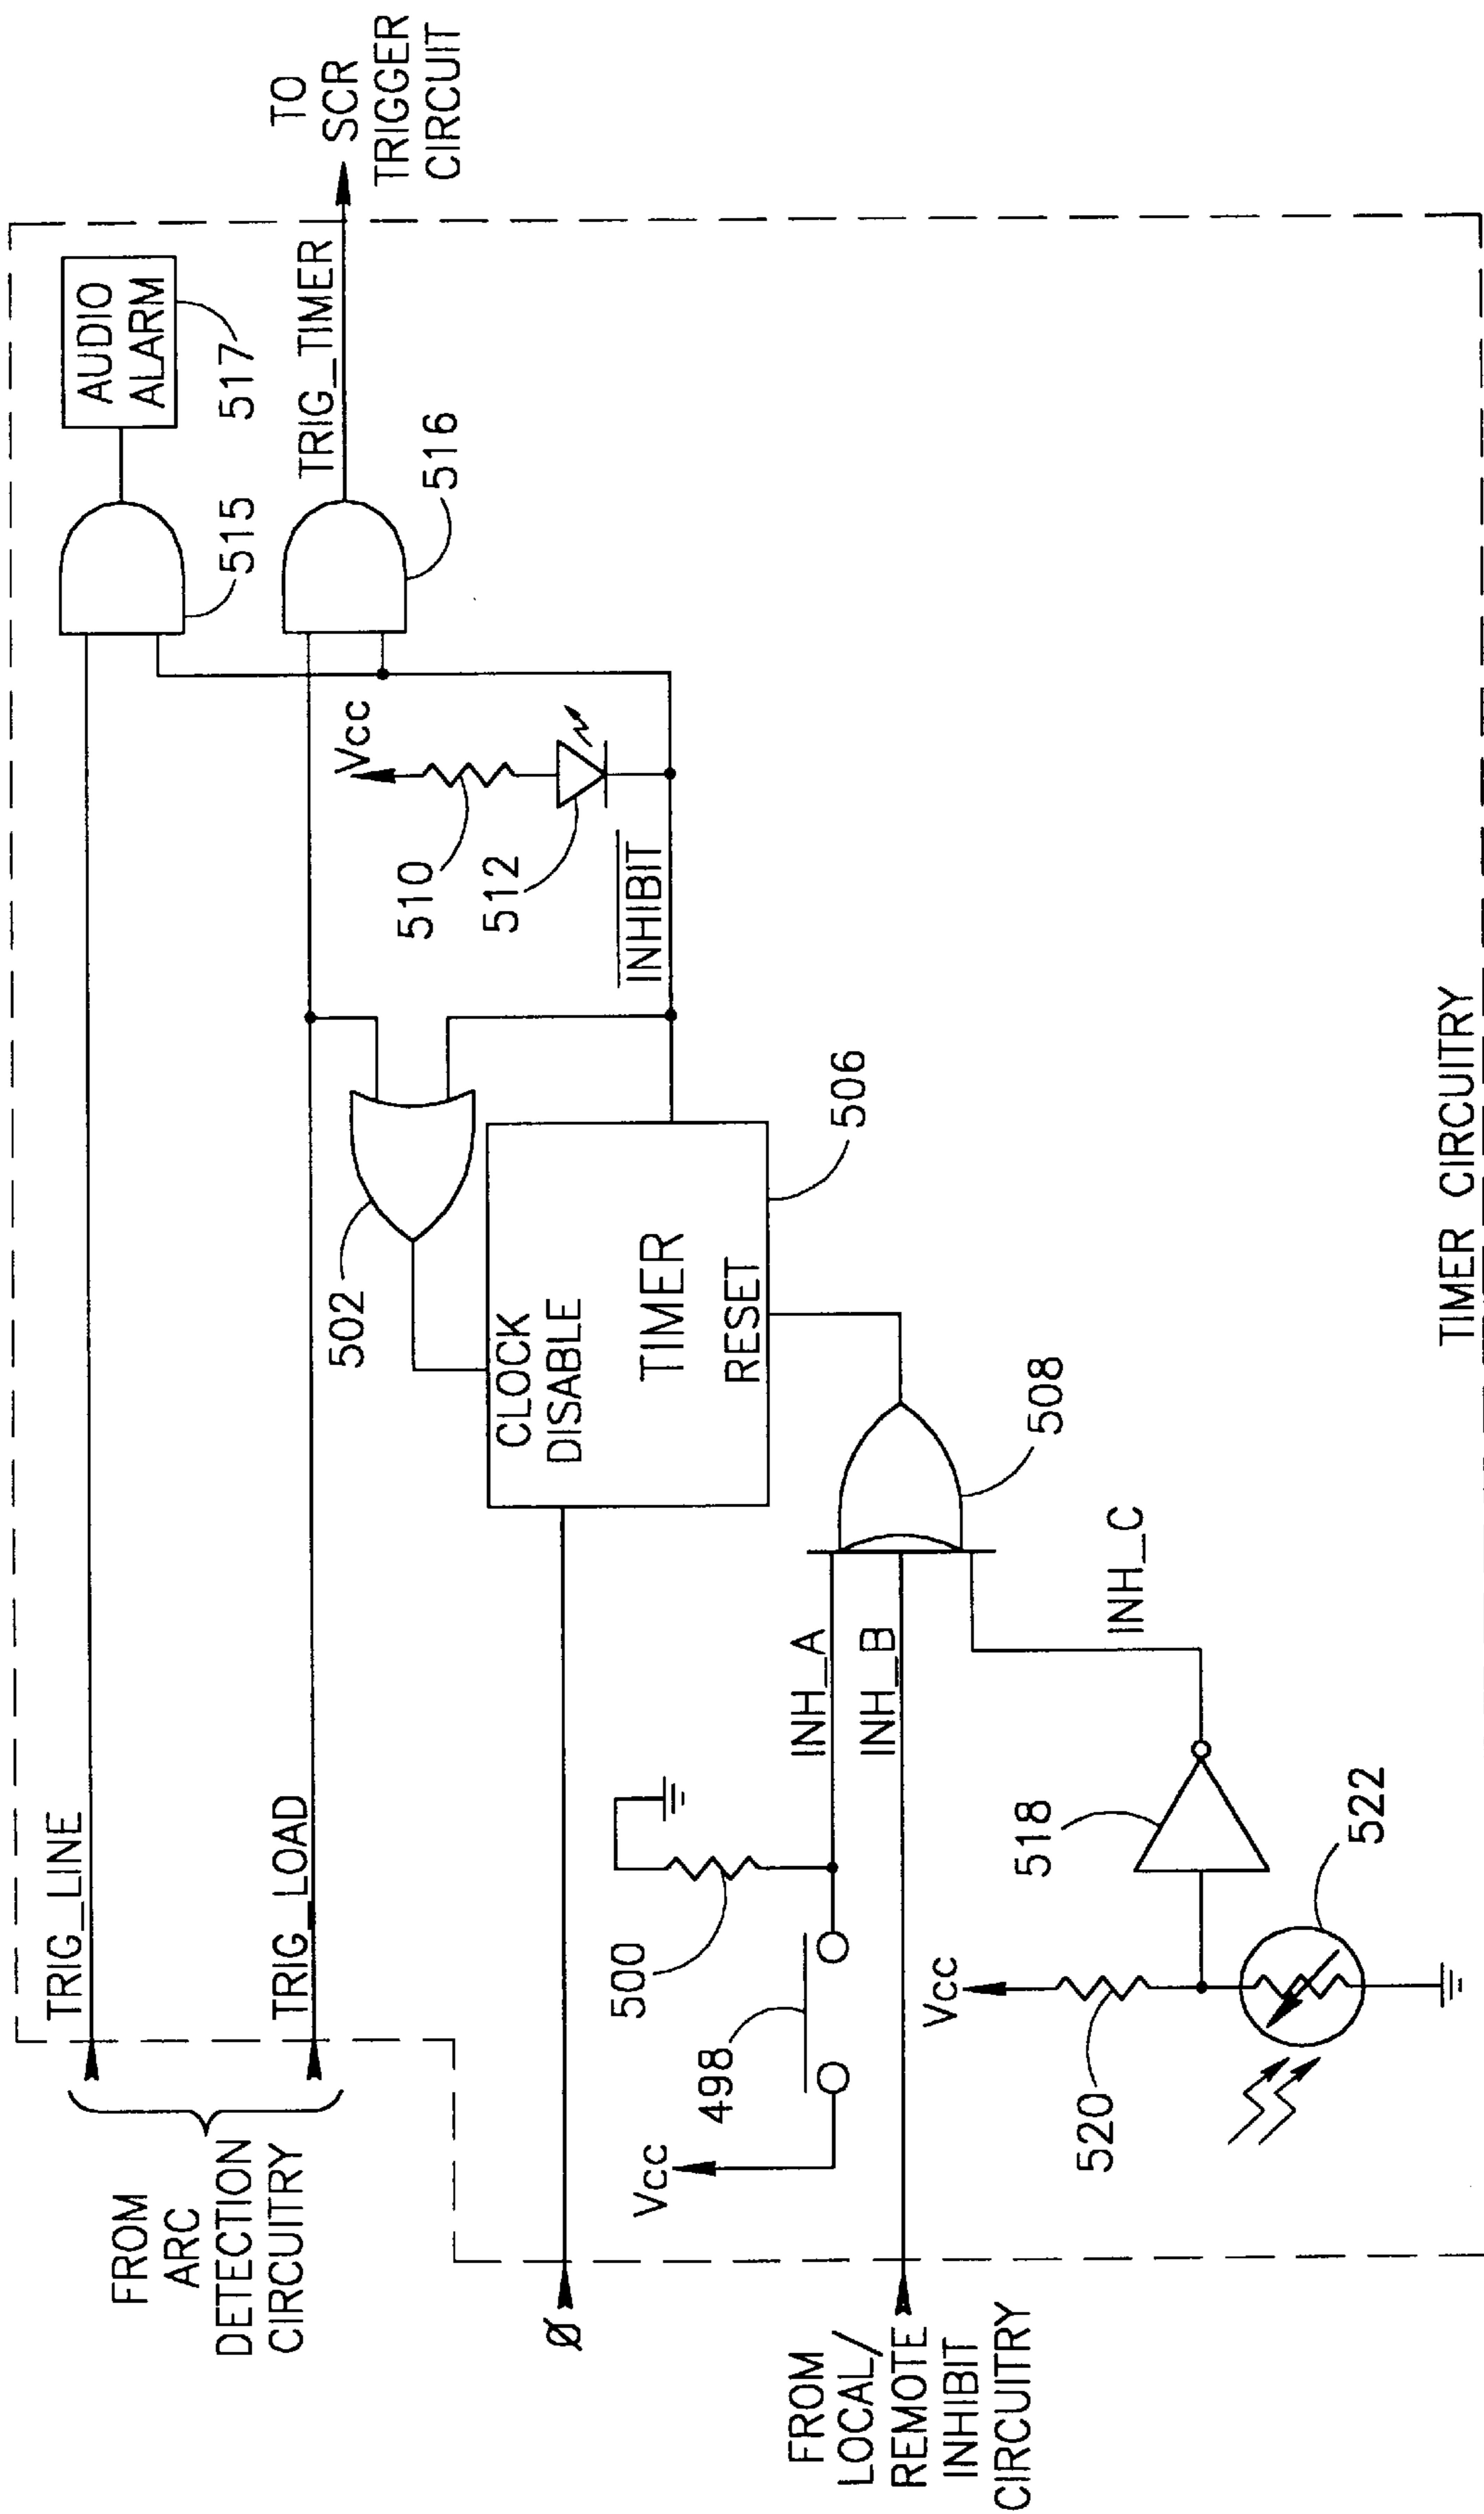 FROM
ARC
DETECTION
CIRCUITRY
TRIG_LINE
TRIG_LOAD
AUDIO
ALARM
517
515
TRIG_TIMER
TO
SCR
TRIGGER
CIRCUIT
516
Vcc
510
512
INHIBIT
502
CLOCK
DISABLE
TIMER
RESET
506
Ø
FROM
LOCAL/
REMOTE
INHIBIT
CIRCUITRY
Vcc
498
500
INH_A
INH_B
508
INH_C
Vcc
520
518
522
TIMER CIRCUITRY